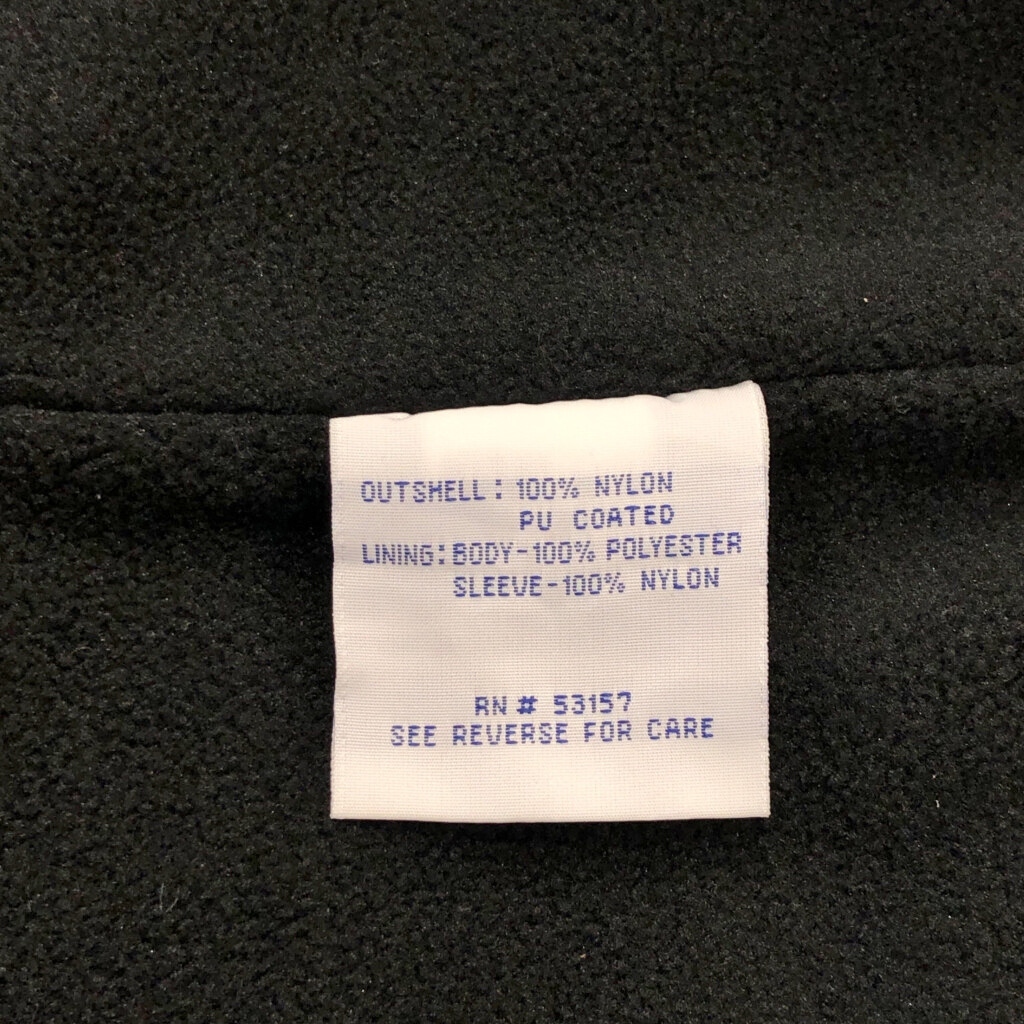 OUTSHELL: 100% NYLON
PU COATED
LINING: BODY-100% POLYESTER
SLEEVE-100% NYLON
RN # 53157
SEE REVERSE FOR CARE